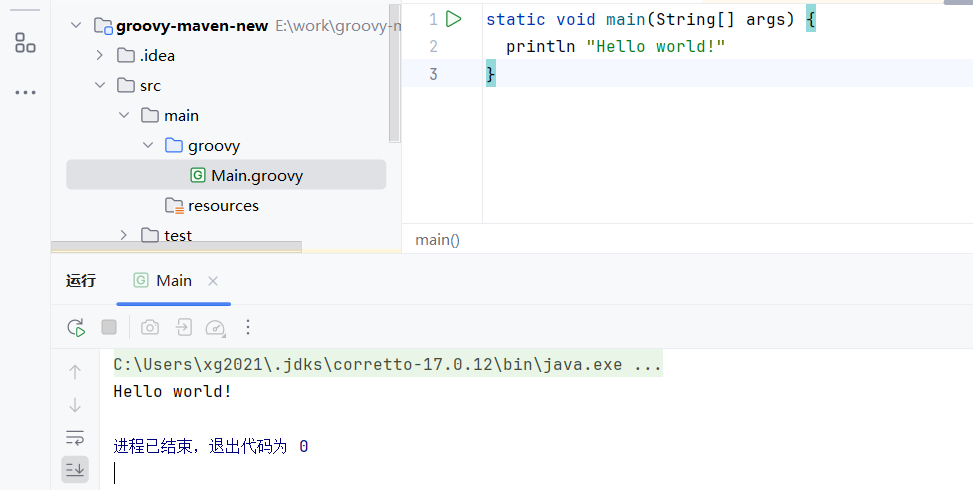 groovy-maven-new E:\work\groovy-m
.idea
src
main
groovy
Main.groovy
resources
test
1 static void main(String[] args) {
2 println "Hello world!"
3 }
main()
运行 Main
C:\Users\xg2021\.jdks\corretto-17.0.12\bin\java.exe ...
Hello world!
进程已结束，退出代码为 0